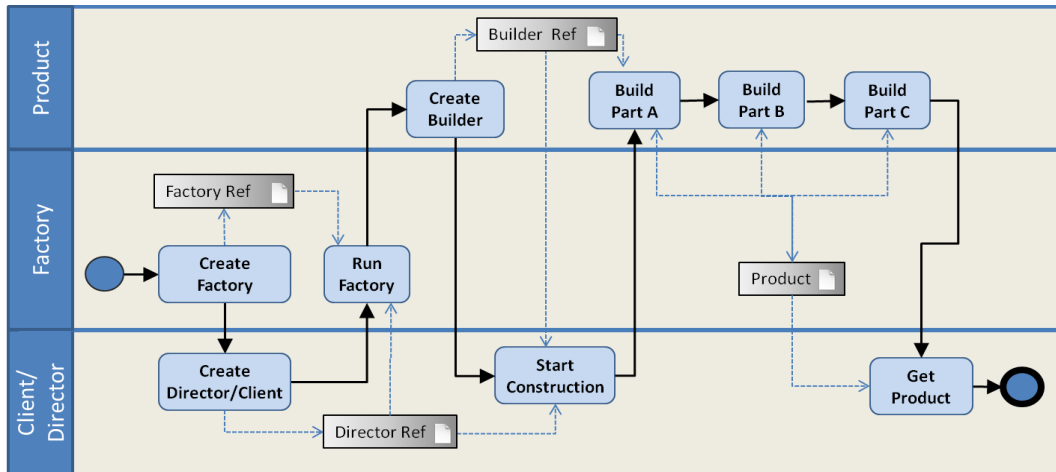 Product
Builder Ref
Create
Builder
Build
Part A
Build
Part B
Build
Part C
Factory
Factory Ref
Create
Factory
Run
Factory
Product
Client/
Director
Create
Director/Client
Director Ref
Start
Construction
Get
Product